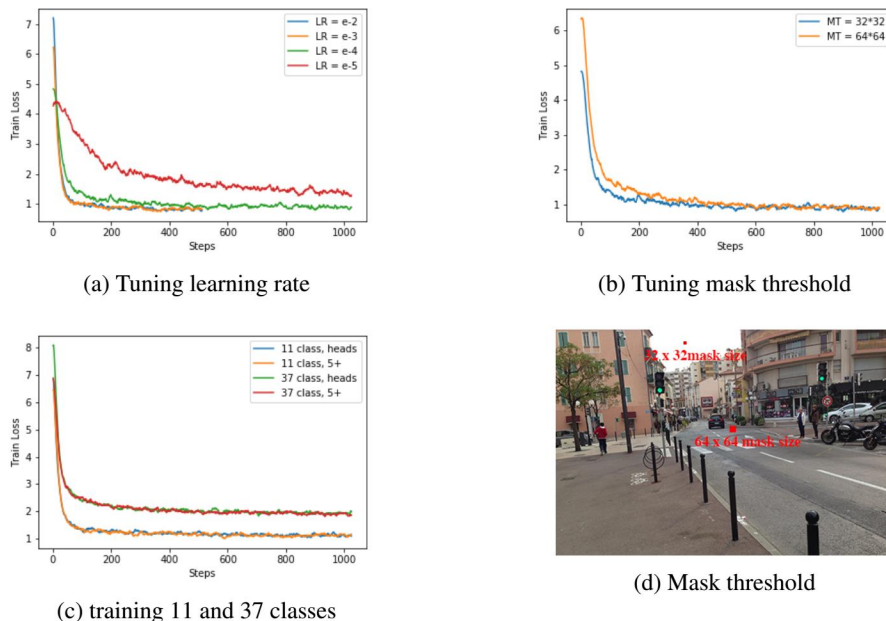 7
6
5
4
3
2
1
Train Loss
0 200 400 600 800 1000
Steps
LR = e-2
LR = e-3
LR = e-4
LR = e-5
(a) Tuning learning rate
6
5
4
3
2
1
Train Loss
0 200 400 600 800 1000
Steps
MT = 32*32
MT = 64*64
(b) Tuning mask threshold
8
7
6
5
4
3
2
1
Train Loss
0 200 400 600 800 1000
Steps
11 class, heads
11 class, 5+
37 class, heads
37 class, 5+
(c) training 11 and 37 classes
32 x 32mask size
64 x 64 mask size
(d) Mask threshold